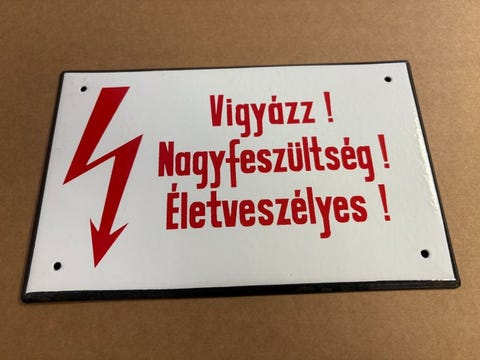 Vigyázz !
Nagyfeszültség !
Életveszélyes !